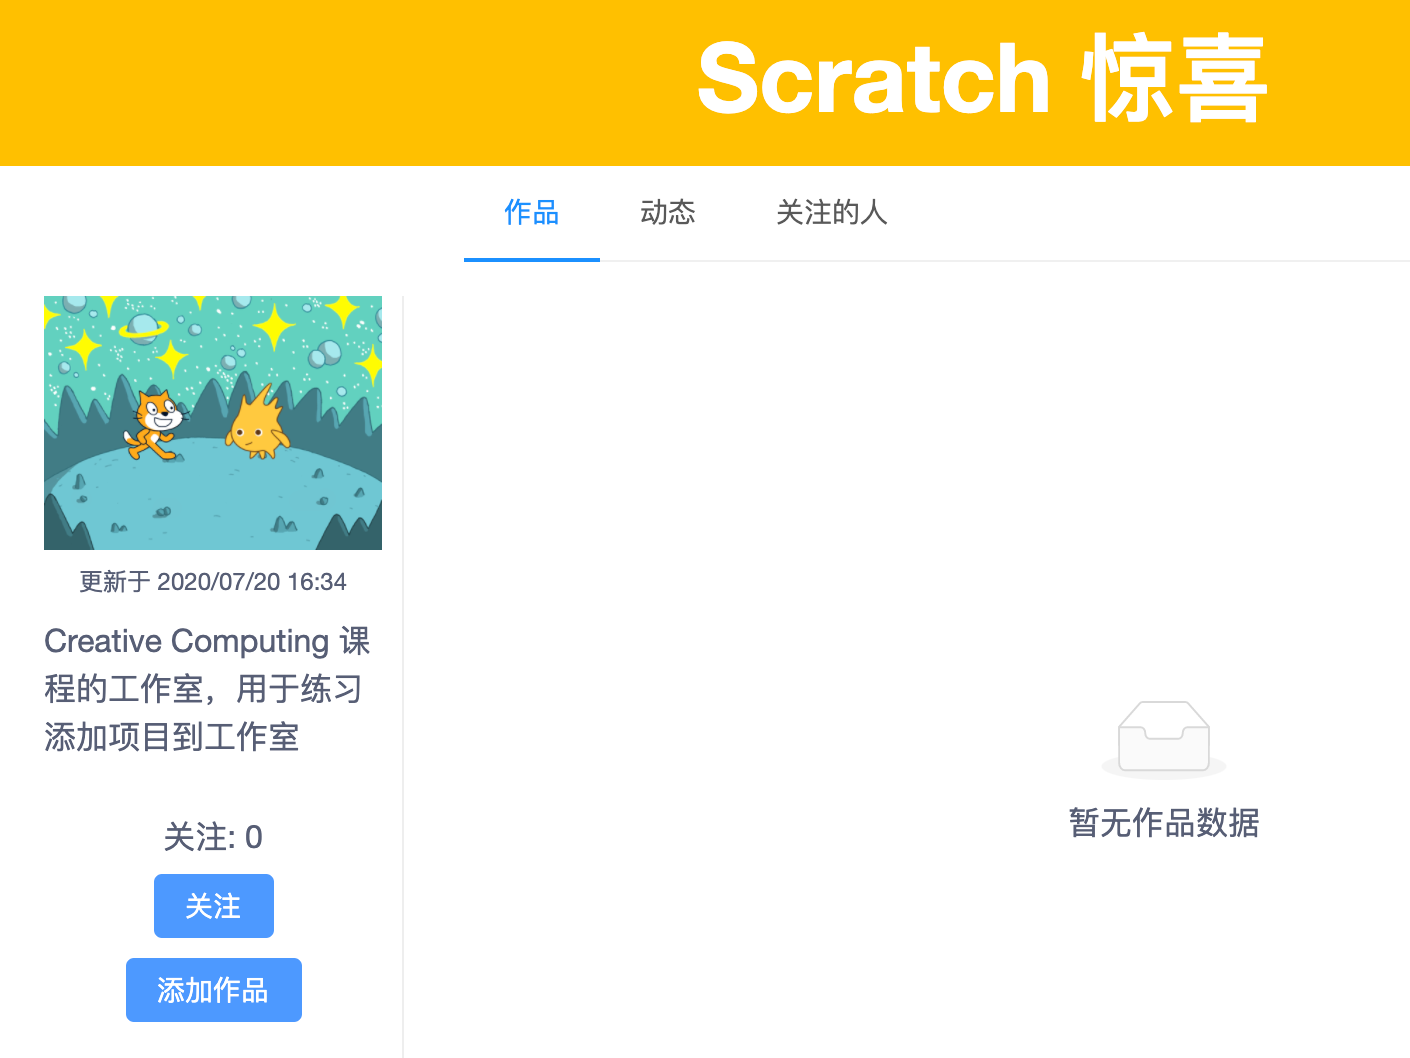 Scratch 惊喜
作品
动态
关注的人
更新于 2020/07/20 16:34
Creative Computing 课
程的工作室，用于练习
添加项目到工作室
关注: 0
关注
添加作品
暂无作品数据